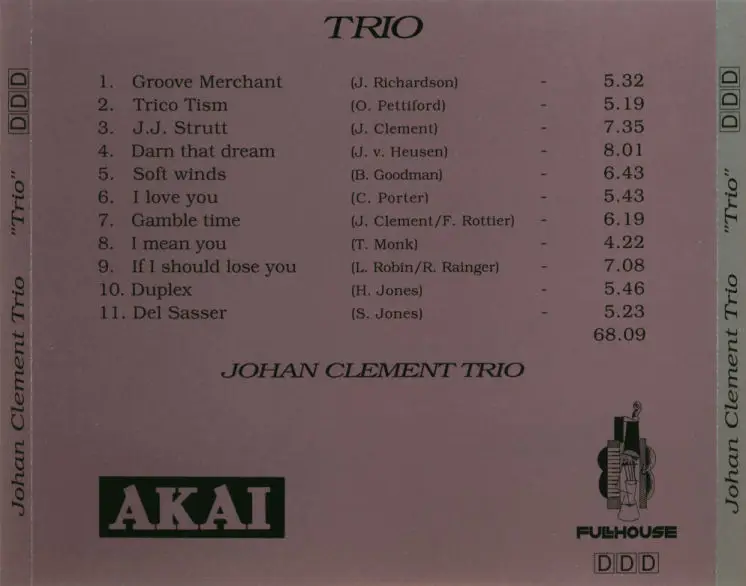 TRIO
1. Groove Merchant (J. Richardson) - 5.32
2. Trico Tism (O. Pettiford) - 5.19
3. J.J. Strutt (J. Clement) - 7.35
4. Darn that dream (J. v. Heusen) - 8.01
5. Soft winds (B. Goodman) - 6.43
6. I love you (C. Porter) - 5.43
7. Gamble time (J. Clement/F. Rottier) - 6.19
8. I mean you (T. Monk) - 4.22
9. If I should lose you (L. Robin/R. Rainger) - 7.08
10. Duplex (H. Jones) - 5.46
11. Del Sasser (S. Jones) - 5.23
68.09
JOHAN CLEMENT TRIO
AKAI
FULL-HOUSE
DDD
Johan Clement Trio "Trio" DDD
Johan Clement Trio "Trio" DDD